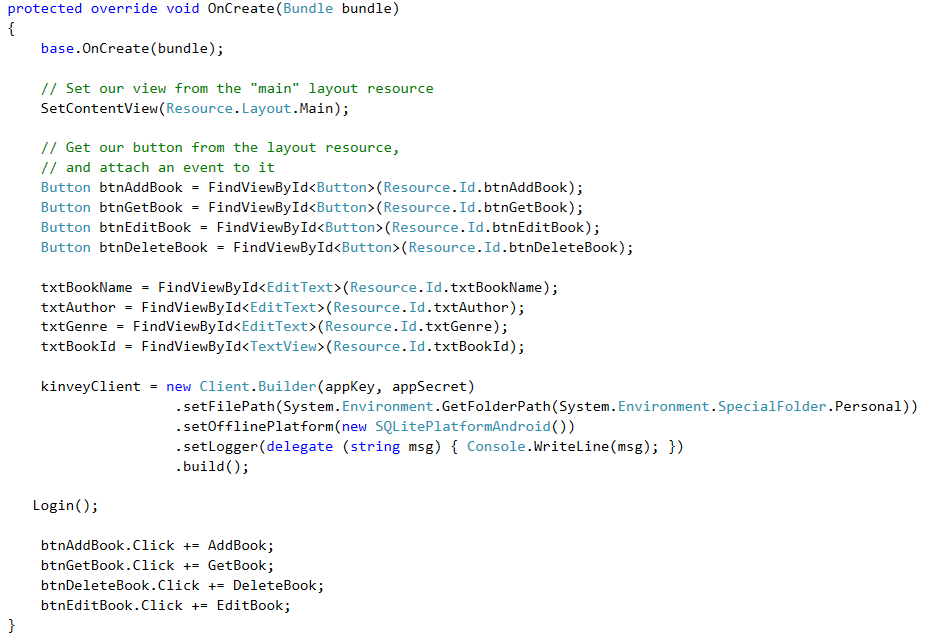 protected override void OnCreate(Bundle bundle)
{
    base.OnCreate(bundle);

    // Set our view from the "main" layout resource
    SetContentView(Resource.Layout.Main);

    // Get our button from the layout resource,
    // and attach an event to it
    Button btnAddBook = FindViewById<Button>(Resource.Id.btnAddBook);
    Button btnGetBook = FindViewById<Button>(Resource.Id.btnGetBook);
    Button btnEditBook = FindViewById<Button>(Resource.Id.btnEditBook);
    Button btnDeleteBook = FindViewById<Button>(Resource.Id.btnDeleteBook);

    txtBookName = FindViewById<EditText>(Resource.Id.txtBookName);
    txtAuthor = FindViewById<EditText>(Resource.Id.txtAuthor);
    txtGenre = FindViewById<EditText>(Resource.Id.txtGenre);
    txtBookId = FindViewById<TextView>(Resource.Id.txtBookId);

    kinveyClient = new Client.Builder(appKey, appSecret)
                    .setFilePath(System.Environment.GetFolderPath(System.Environment.SpecialFolder.Personal))
                    .setOfflinePlatform(new SQLitePlatformAndroid())
                    .setLogger(delegate (string msg) { Console.WriteLine(msg); })
                    .build();

   Login();

    btnAddBook.Click += AddBook;
    btnGetBook.Click += GetBook;
    btnDeleteBook.Click += DeleteBook;
    btnEditBook.Click += EditBook;
}